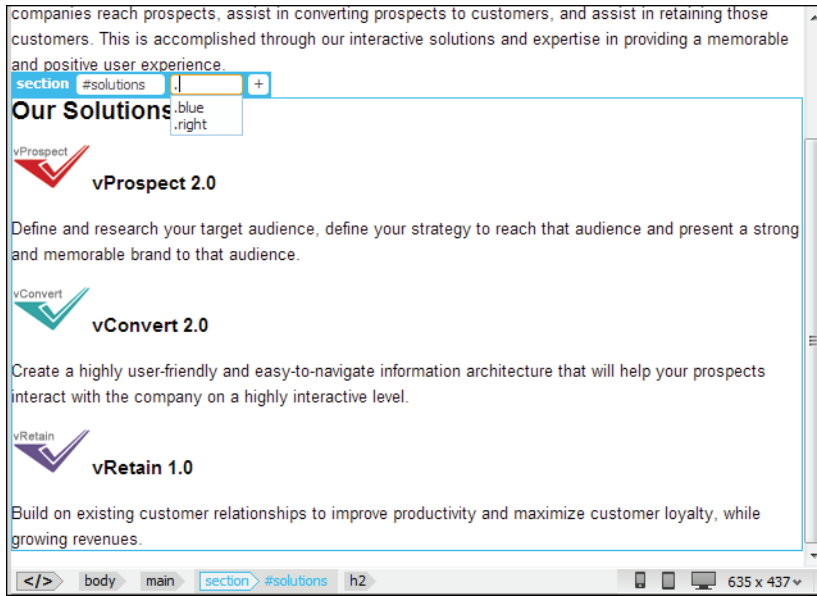 companies reach prospects, assist in converting prospects to customers, and assist in retaining those
customers. This is accomplished through our interactive solutions and expertise in providing a memorable
and positive user experience.
section #solutions . +
Our Solutions
.blue
.right
vProspect
vProspect 2.0
Define and research your target audience, define your strategy to reach that audience and present a strong
and memorable brand to that audience.
vConvert
vConvert 2.0
Create a highly user-friendly and easy-to-navigate information architecture that will help your prospects
interact with the company on a highly interactive level.
vRetain
vRetain 1.0
Build on existing customer relationships to improve productivity and maximize customer loyalty, while
growing revenues.
</> body main section #solutions h2 635 x 437